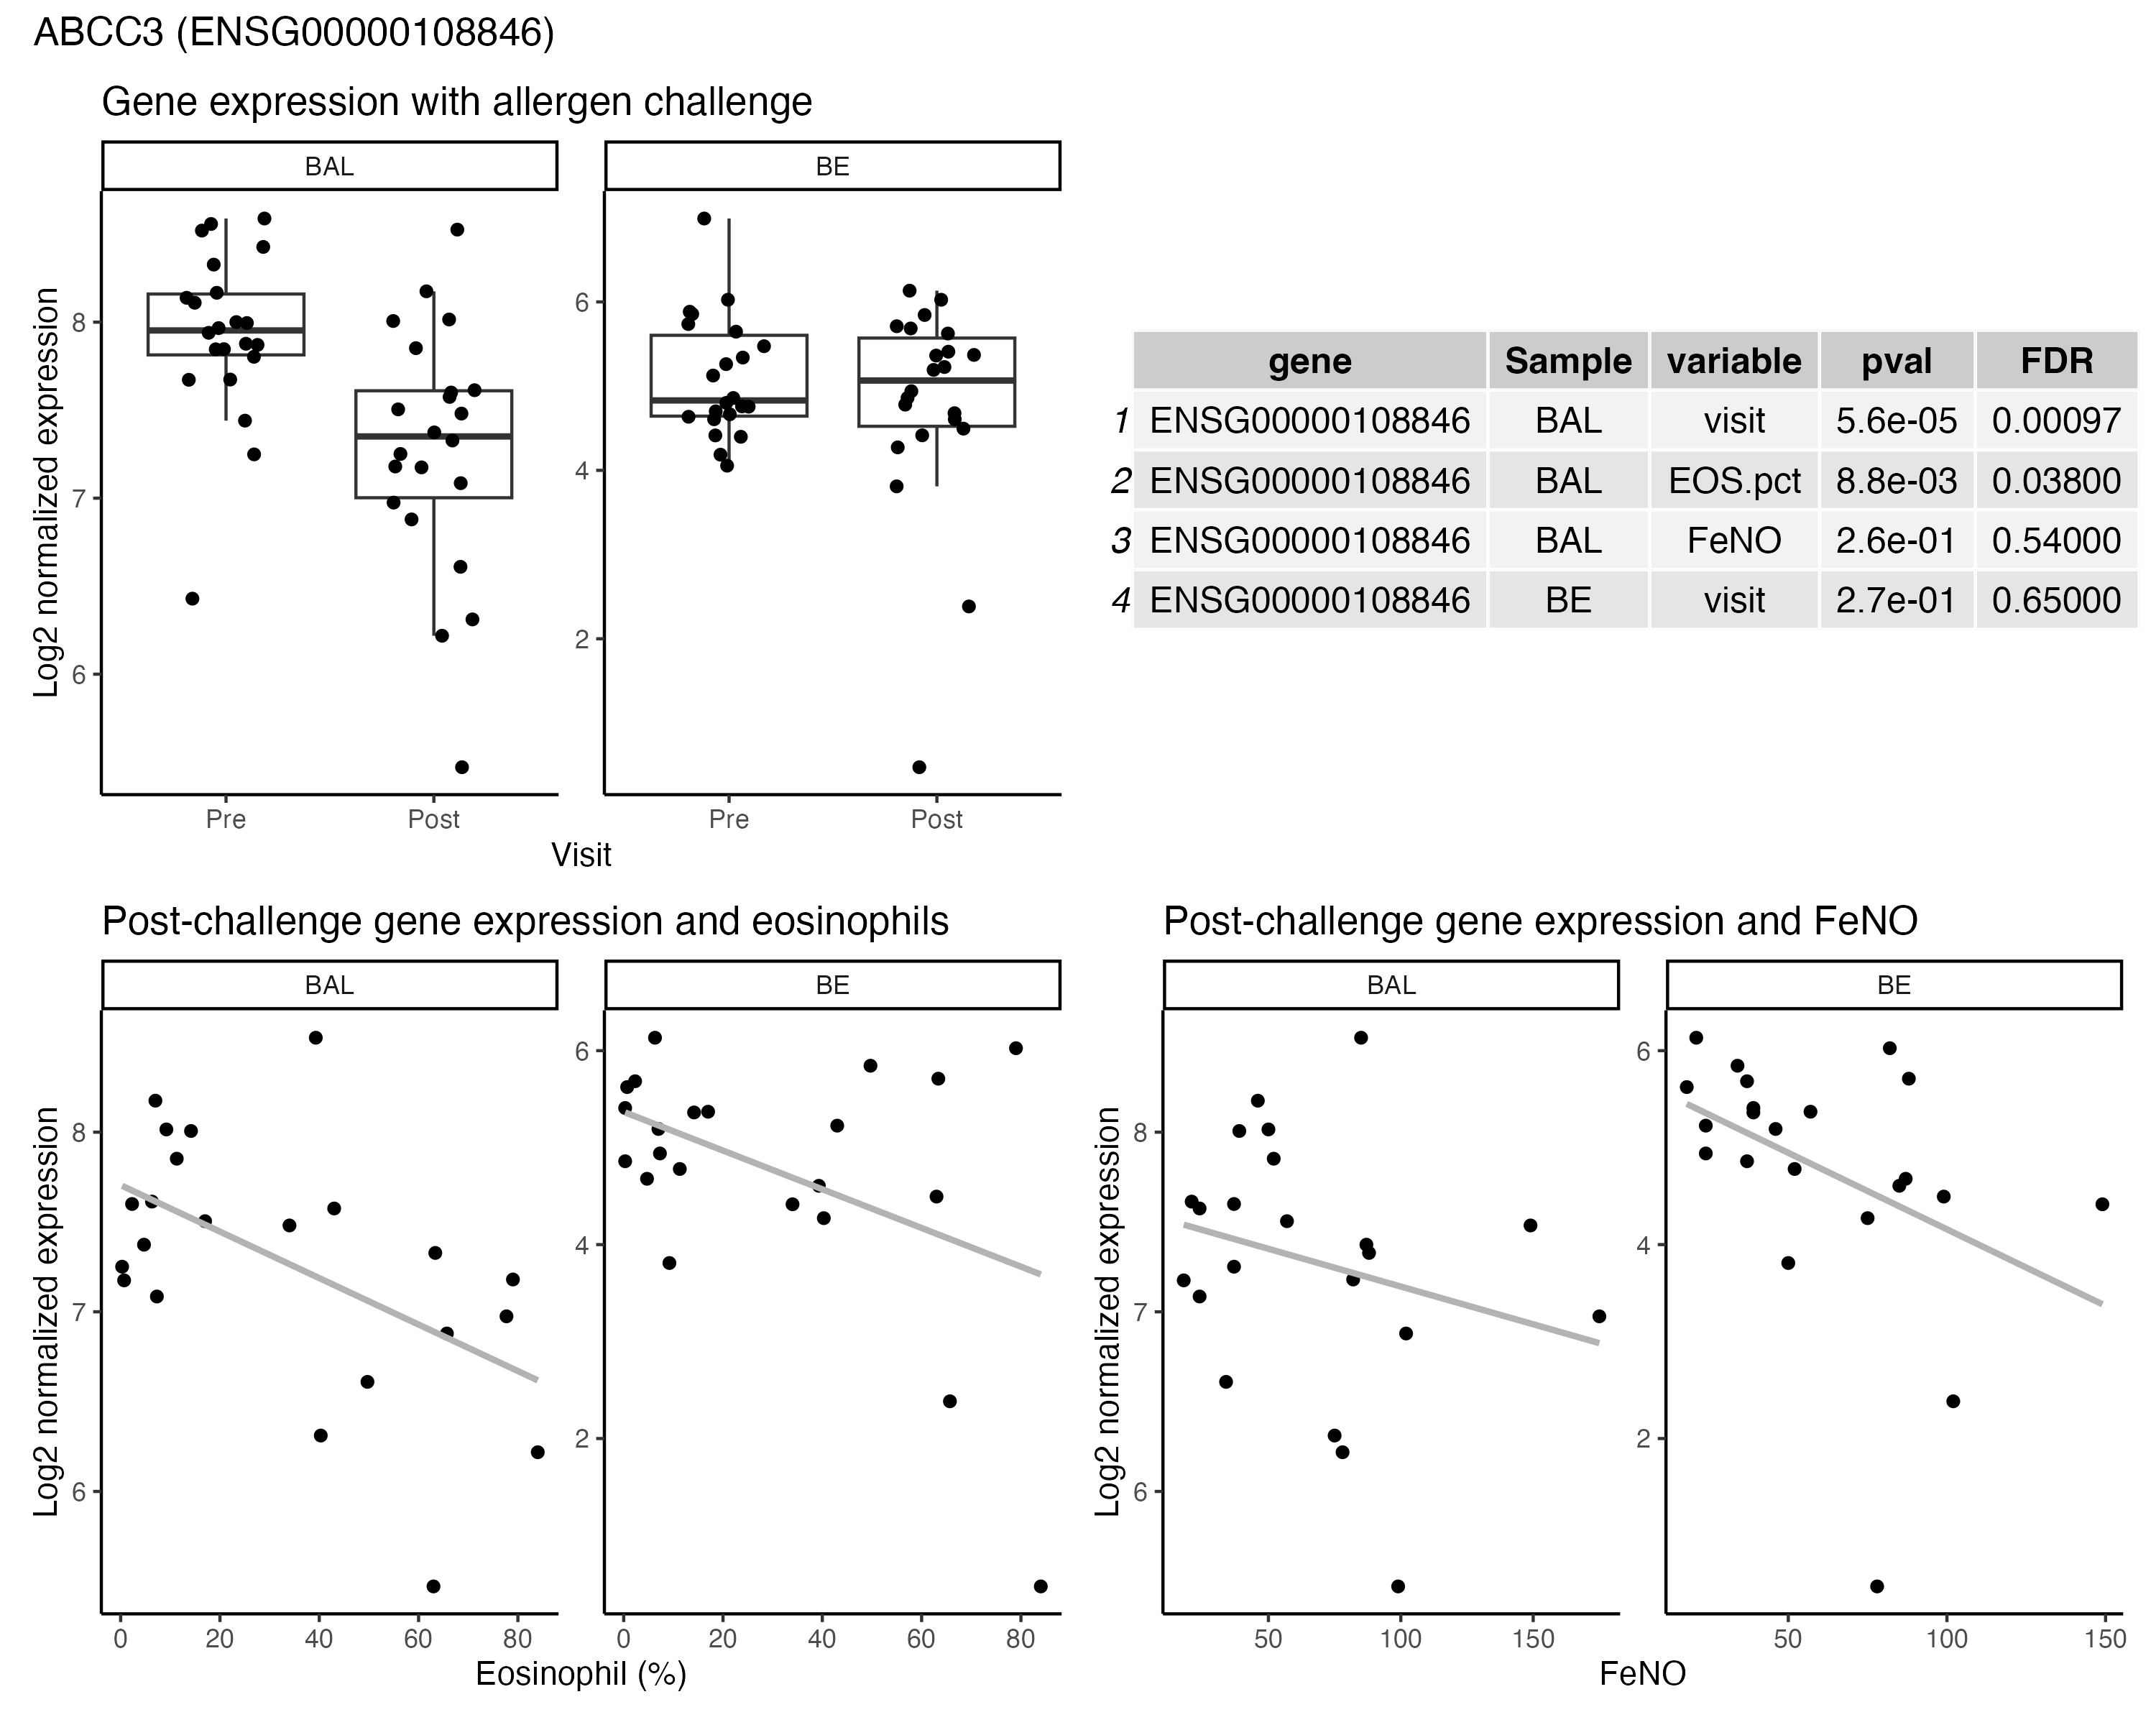 ABCC3 (ENSG00000108846)
Gene expression with allergen challenge
BAL
BE
Log2 normalized expression
8
7
6
6
4
2
Pre
Post
Pre
Post
Visit
gene Sample variable pval FDR
1 ENSG00000108846 BAL visit 5.6e-05 0.00097
2 ENSG00000108846 BAL EOS.pct 8.8e-03 0.03800
3 ENSG00000108846 BAL FeNO 2.6e-01 0.54000
4 ENSG00000108846 BE visit 2.7e-01 0.65000
Post-challenge gene expression and eosinophils
BAL
BE
Log2 normalized expression
8
7
6
6
4
2
0 20 40 60 80
0 20 40 60 80
Eosinophil (%)
Post-challenge gene expression and FeNO
BAL
BE
Log2 normalized expression
8
7
6
6
4
2
50 100 150
50 100 150
FeNO